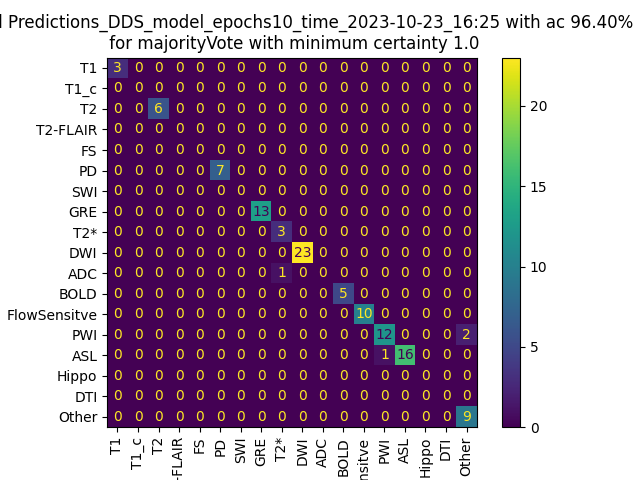 l Predictions_DDS_model_epochs10_time_2023-10-23_16:25 with ac 96.40%
for majorityVote with minimum certainty 1.0
T1 3 0 0 0 0 0 0 0 0 0 0 0 0 0 0 0 0 0
T1_c 0 0 0 0 0 0 0 0 0 0 0 0 0 0 0 0 0 0
T2 0 0 6 0 0 0 0 0 0 0 0 0 0 0 0 0 0 0
T2-FLAIR 0 0 0 0 0 0 0 0 0 0 0 0 0 0 0 0 0 0
FS 0 0 0 0 0 0 0 0 0 0 0 0 0 0 0 0 0 0
PD 0 0 0 0 0 7 0 0 0 0 0 0 0 0 0 0 0 0
SWI 0 0 0 0 0 0 0 0 0 0 0 0 0 0 0 0 0 0
GRE 0 0 0 0 0 0 0 13 0 0 0 0 0 0 0 0 0 0
T2* 0 0 0 0 0 0 0 0 3 0 0 0 0 0 0 0 0 0
DWI 0 0 0 0 0 0 0 0 0 23 0 0 0 0 0 0 0 0
ADC 0 0 0 0 0 0 0 0 1 0 0 0 0 0 0 0 0 0
BOLD 0 0 0 0 0 0 0 0 0 0 0 5 0 0 0 0 0 0
FlowSensitve 0 0 0 0 0 0 0 0 0 0 0 0 10 0 0 0 0 0
PWI 0 0 0 0 0 0 0 0 0 0 0 0 0 12 0 0 0 2
ASL 0 0 0 0 0 0 0 0 0 0 0 0 0 1 16 0 0 0
Hippo 0 0 0 0 0 0 0 0 0 0 0 0 0 0 0 0 0 0
DTI 0 0 0 0 0 0 0 0 0 0 0 0 0 0 0 0 0 0
Other 0 0 0 0 0 0 0 0 0 0 0 0 0 0 0 0 0 9
T1
T1_c
T2
-FLAIR
FS
PD
SWI
GRE
T2*
DWI
ADC
BOLD
nsitve
PWI
ASL
Hippo
DTI
Other
20
15
10
5
0